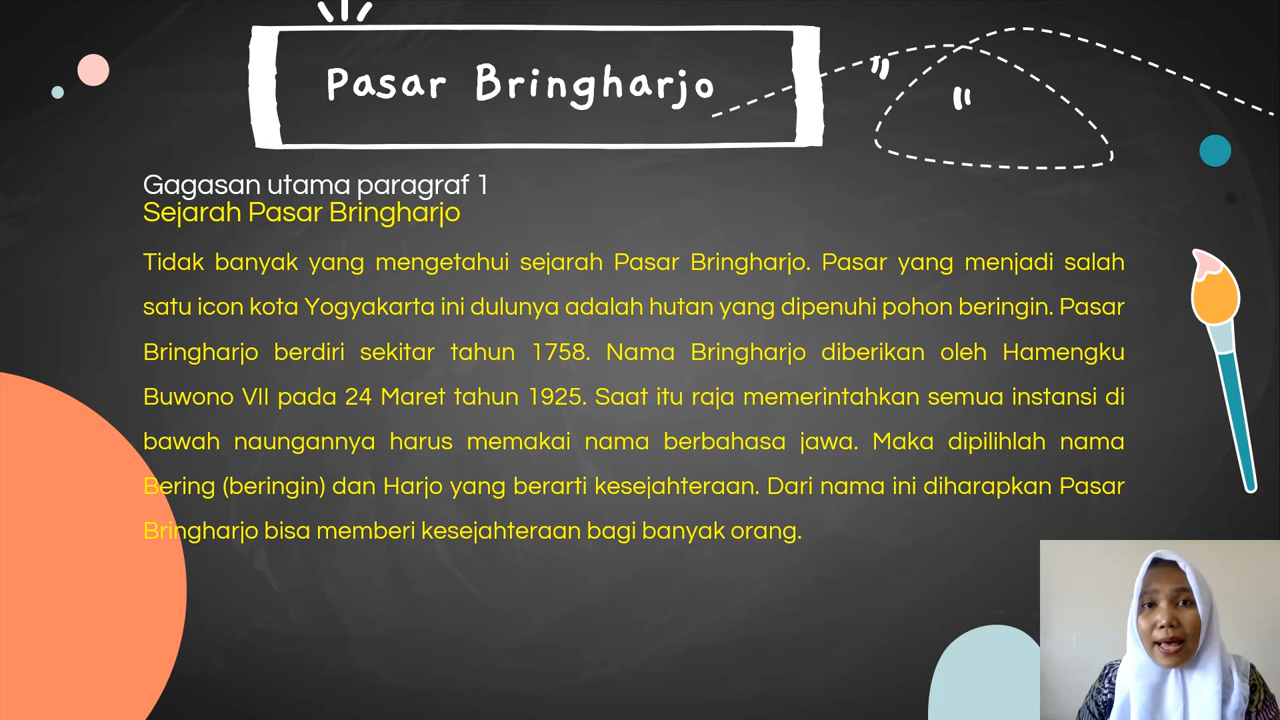 Pasar Bringharjo
Gagasan utama paragraf 1
Sejarah Pasar Bringharjo
Tidak banyak yang mengetahui sejarah Pasar Bringharjo. Pasar yang menjadi salah
satu icon kota Yogyakarta ini dulunya adalah hutan yang dipenuhi pohon beringin. Pasar
Bringharjo berdiri sekitar tahun 1758. Nama Bringharjo diberikan oleh Hamengku
Buwono VII pada 24 Maret tahun 1925. Saat itu raja memerintahkan semua instansi di
bawah naungannya harus memakai nama berbahasa jawa. Maka dipilihlah nama
Bering (beringin) dan Harjo yang berarti kesejahteraan. Dari nama ini diharapkan Pasar
Bringharjo bisa memberi kesejahteraan bagi banyak orang.